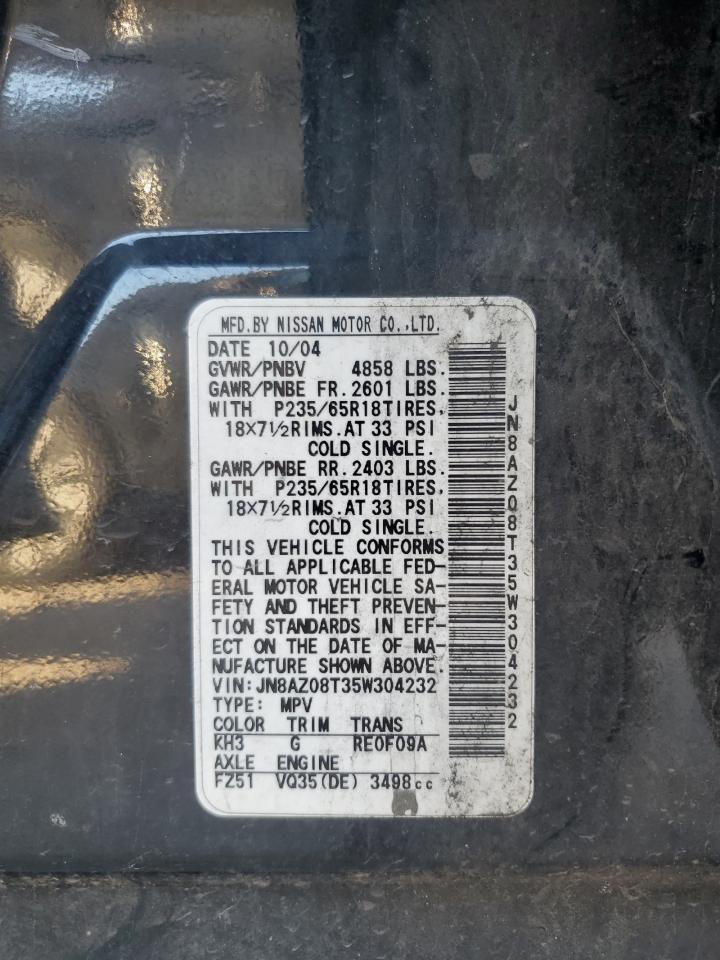 MFD.BY NISSAN MOTOR CO.,LTD.
DATE 10/04
GVWR/PNBV 4858 LBS.
GAWR/PNBE FR.2601 LBS.
WITH P235/65R18TIRES,
18×7½RIMS.AT 33 PSI
COLD SINGLE.
GAWR/PNBE RR.2403 LBS.
WITH P235/65R18TIRES,
18×7½RIMS.AT 33 PSI
COLD SINGLE.
THIS VEHICLE CONFORMS
TO ALL APPLICABLE FED-
ERAL MOTOR VEHICLE SA-
FETY AND THEFT PREVEN-
TION STANDARDS IN EFF-
ECT ON THE DATE OF MA-
NUFACTURE SHOWN ABOVE.
VIN:JN8AZ08T35W304232
TYPE: MPV
COLOR TRIM TRANS
KH3 G RE0F09A
AXLE ENGINE
FZ51 VQ35(DE) 3498cc
JN8AZ08T35W304232